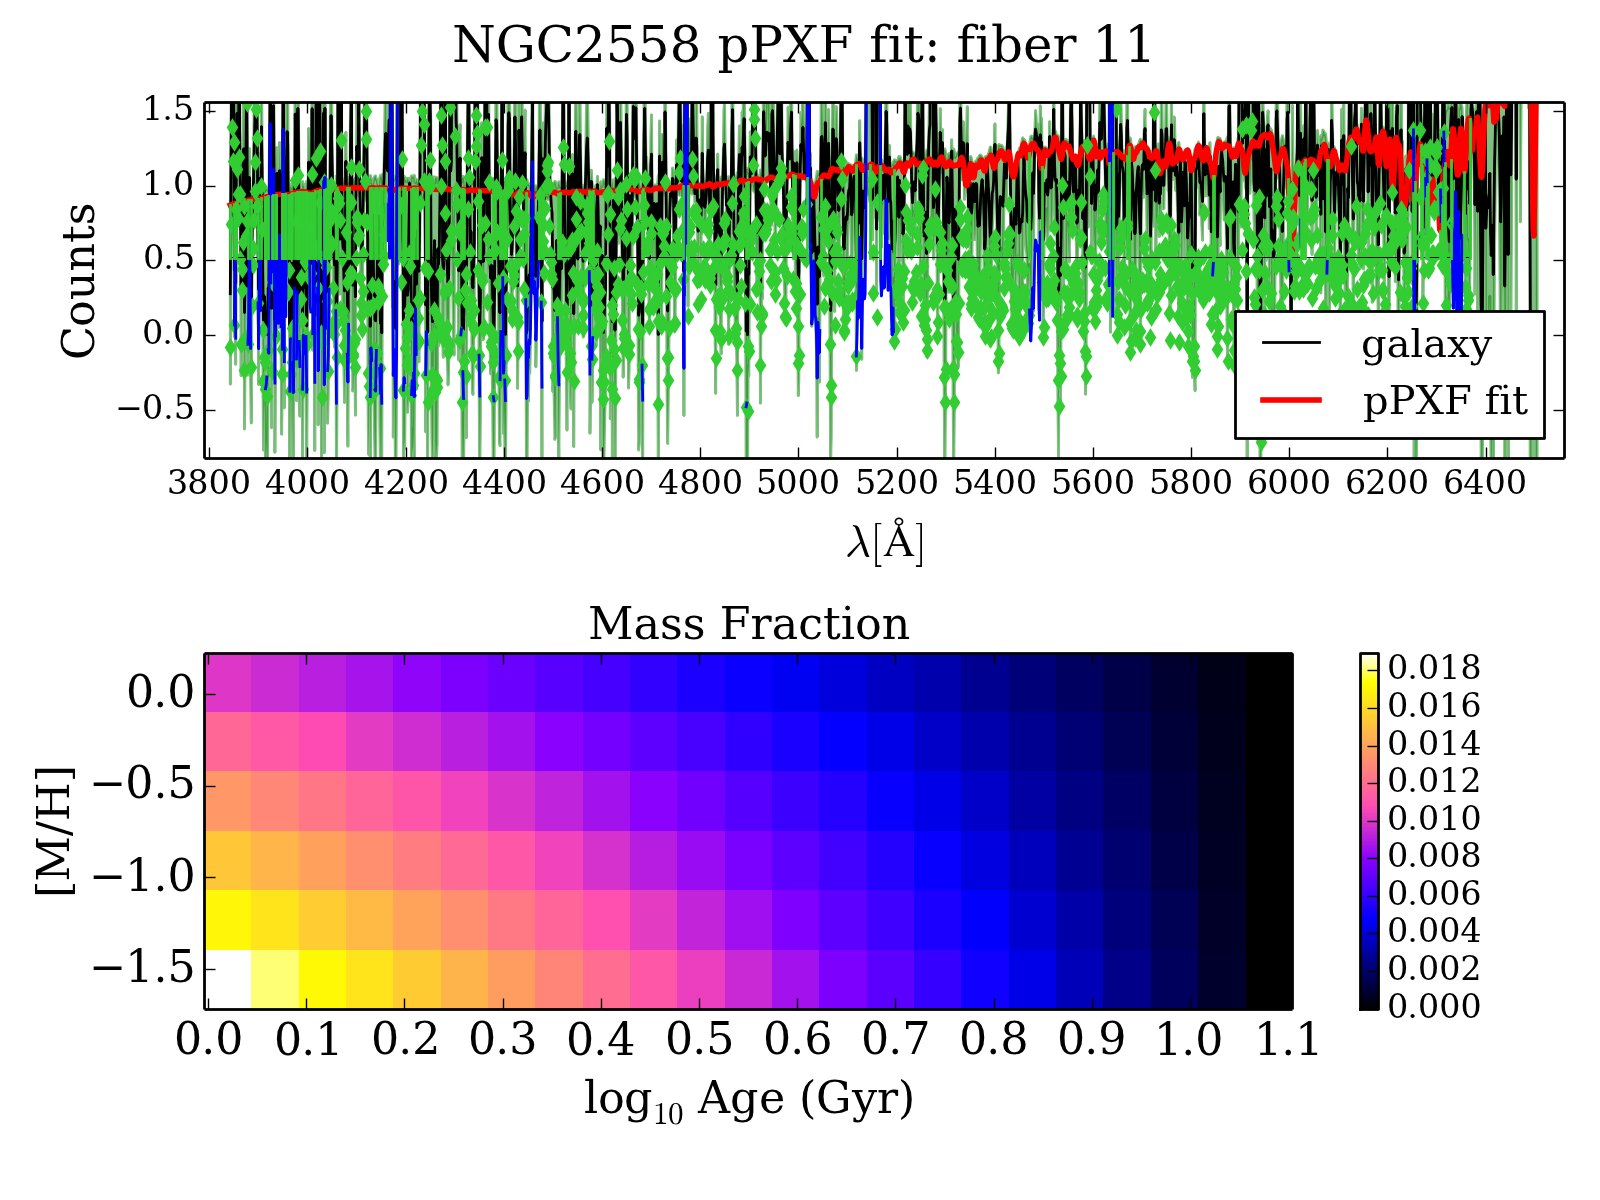 NGC2558 pPXF fit: fiber 11
1.5
1.0
0.5
0.0
−0.5
Counts
galaxy
pPXF fit
3800 4000 4200 4400 4600 4800 5000 5200 5400 5600 5800 6000 6200 6400
λ[Å]
Mass Fraction
0.0
−0.5
−1.0
−1.5
[M/H]
0.018
0.016
0.014
0.012
0.010
0.008
0.006
0.004
0.002
0.000
0.0 0.1 0.2 0.3 0.4 0.5 0.6 0.7 0.8 0.9 1.0 1.1
log₁₀ Age (Gyr)